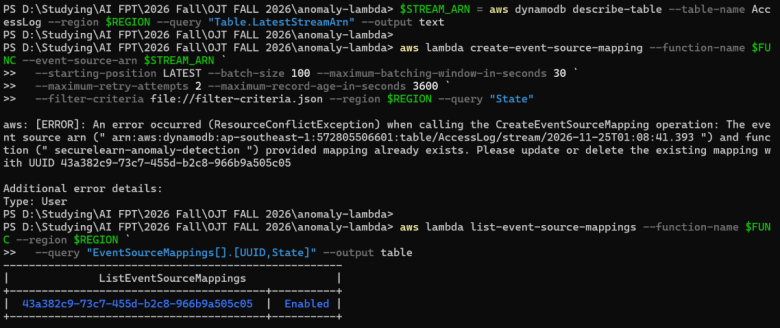 PS D:\Studying\AI FPT\2026 Fall\OJT FALL 2026\anomaly-lambda> $STREAM_ARN = aws dynamodb describe-table --table-name Acc
essLog --region $REGION --query "Table.LatestStreamArn" --output text
PS D:\Studying\AI FPT\2026 Fall\OJT FALL 2026\anomaly-lambda>
PS D:\Studying\AI FPT\2026 Fall\OJT FALL 2026\anomaly-lambda> aws lambda create-event-source-mapping --function-name $FU
NC --event-source-arn $STREAM_ARN `
>>   --starting-position LATEST --batch-size 100 --maximum-batching-window-in-seconds 30 `
>>   --maximum-retry-attempts 2 --maximum-record-age-in-seconds 3600 `
>>   --filter-criteria file://filter-criteria.json --region $REGION --query "State"

aws: [ERROR]: An error occurred (ResourceConflictException) when calling the CreateEventSourceMapping operation: The eve
nt source arn (" arn:aws:dynamodb:ap-southeast-1:572805506601:table/AccessLog/stream/2026-11-25T01:08:41.393 ") and func
tion (" securelearn-anomaly-detection ") provided mapping already exists. Please update or delete the existing mapping w
ith UUID 43a382c9-73c7-455d-b2c8-966b9a505c05

Additional error details:
Type: User
PS D:\Studying\AI FPT\2026 Fall\OJT FALL 2026\anomaly-lambda>
PS D:\Studying\AI FPT\2026 Fall\OJT FALL 2026\anomaly-lambda> aws lambda list-event-source-mappings --function-name $FUN
C --region $REGION `
>>   --query "EventSourceMappings[].[UUID,State]" --output table
---------------------------------------------------
|             ListEventSourceMappings             |
+---------------------------------------+---------+
|  43a382c9-73c7-455d-b2c8-966b9a505c05 |  Enabled |
+---------------------------------------+---------+